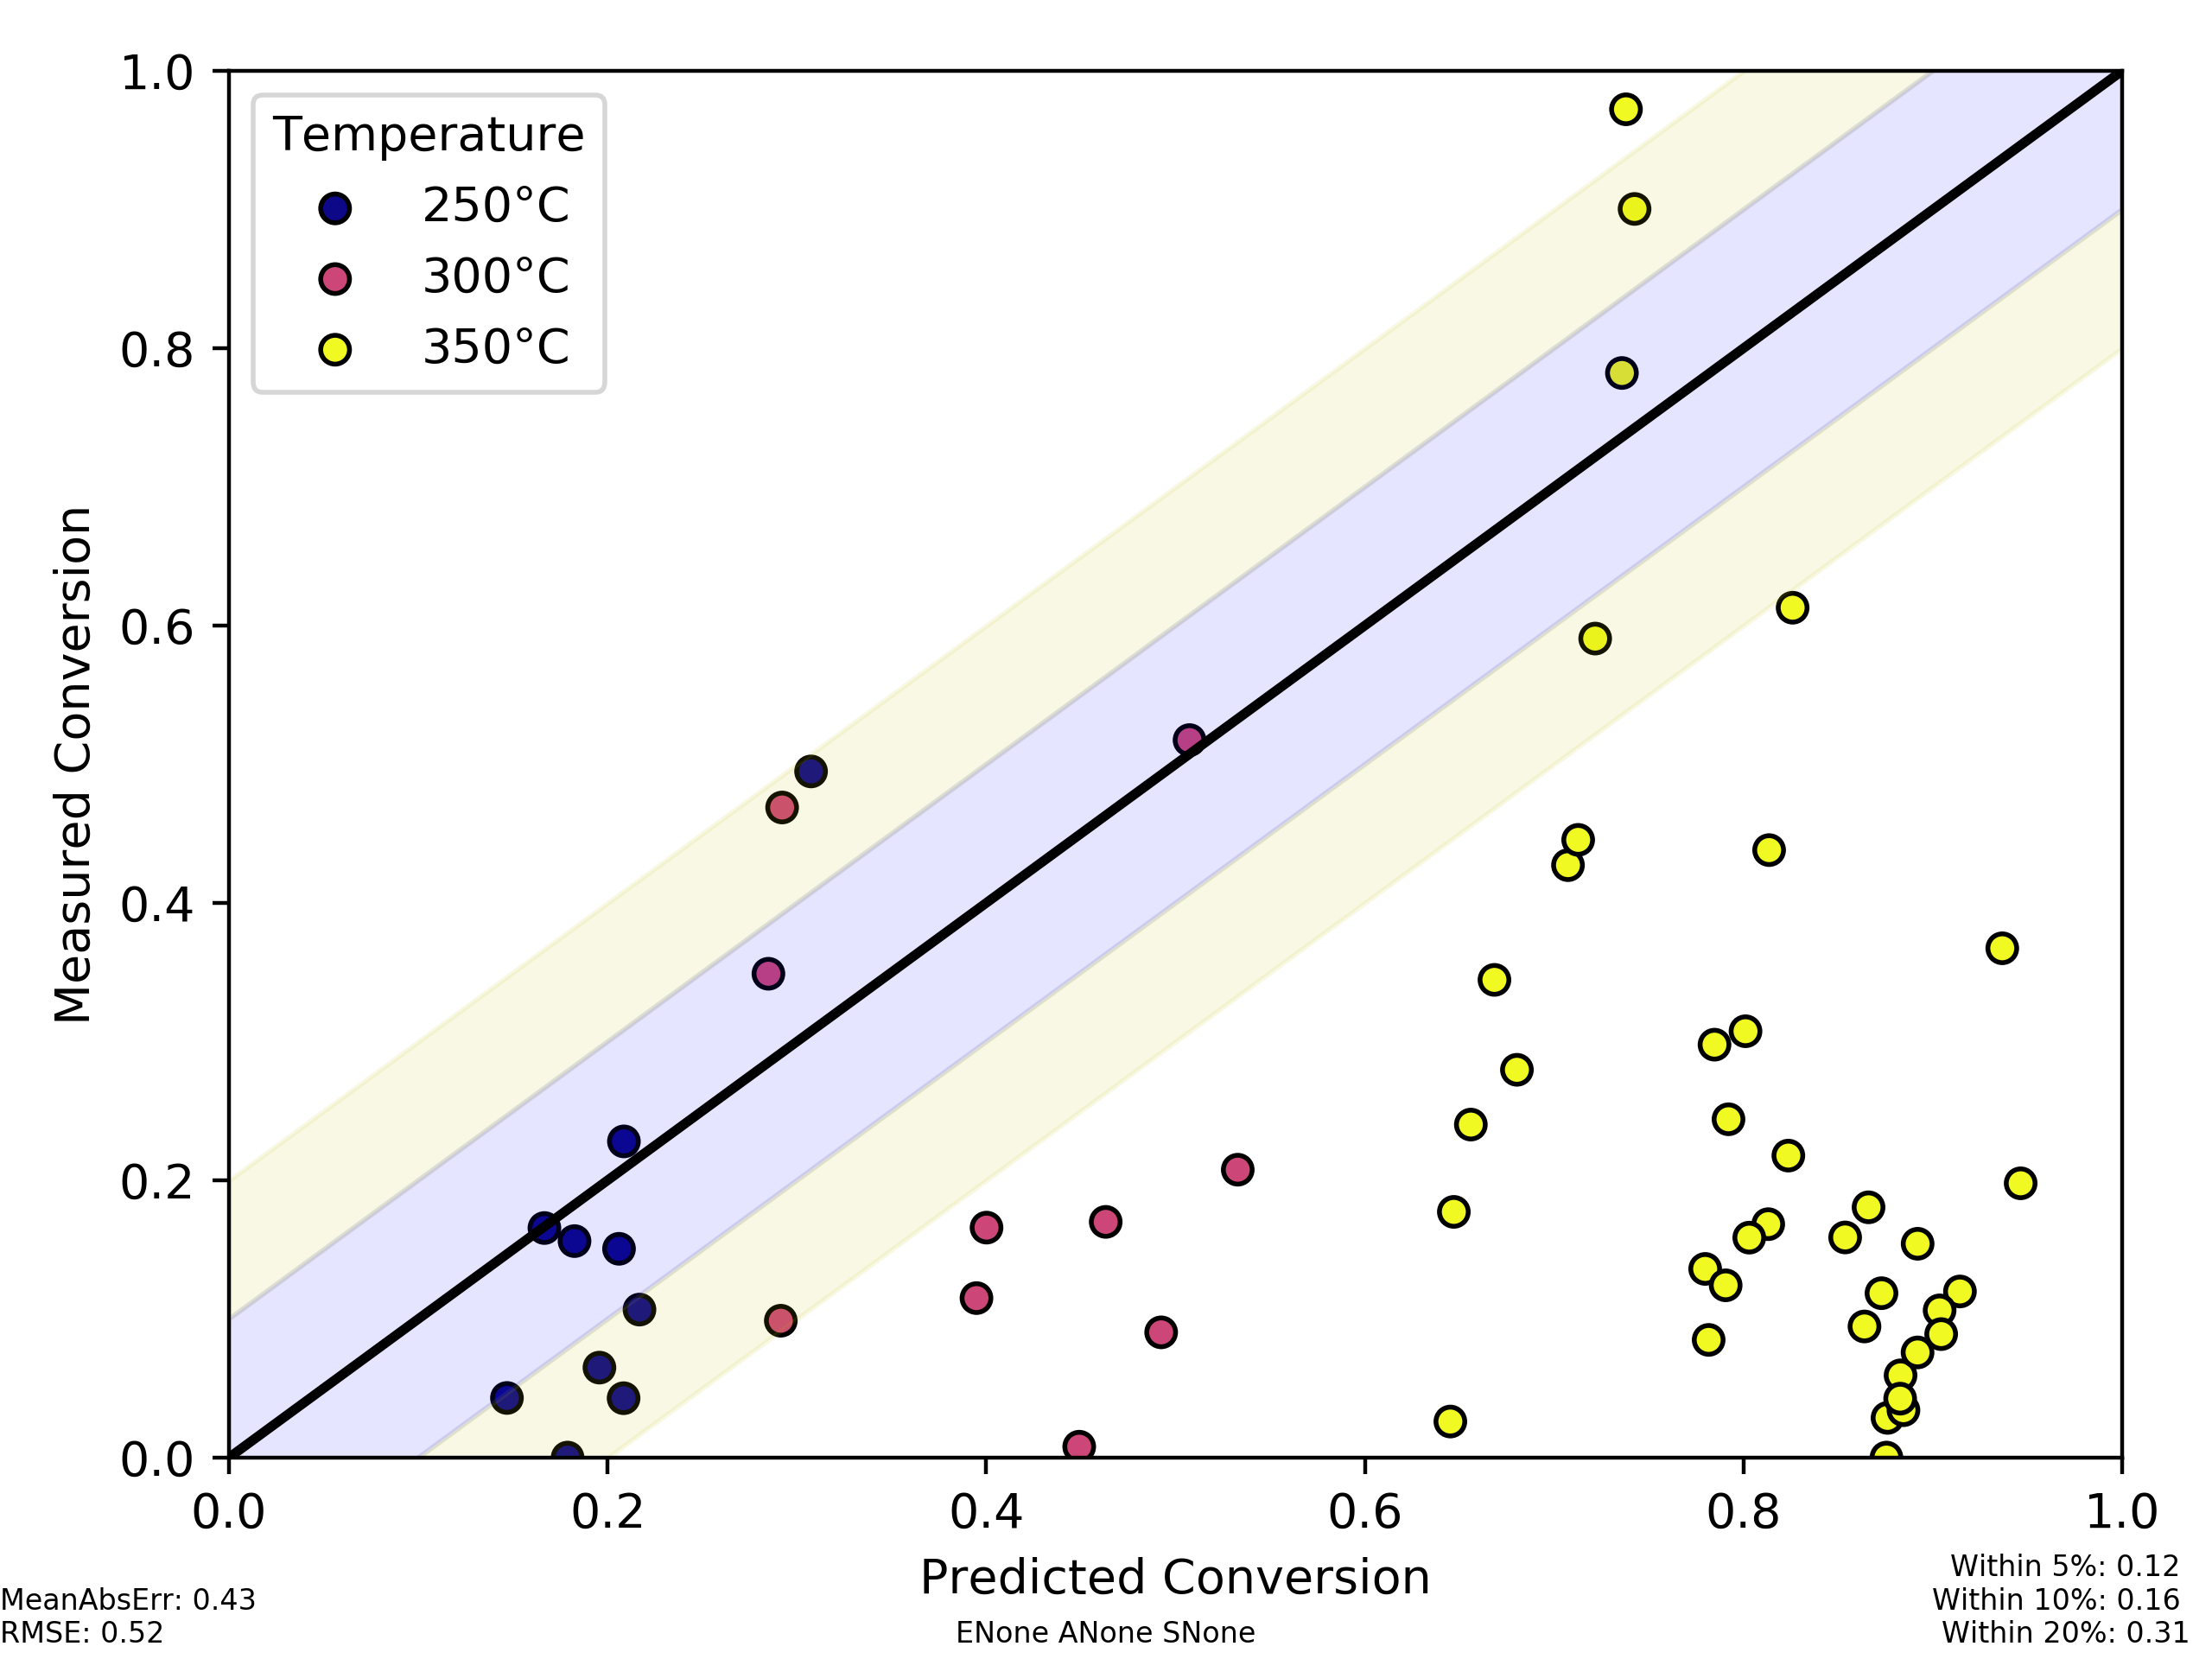 1.0
Temperature
250°C
300°C
350°C
0.8
0.6
0.4
0.2
0.0
Measured Conversion
0.0 0.2 0.4 0.6 0.8 1.0
Predicted Conversion
MeanAbsErr: 0.43
RMSE: 0.52
ENone ANone SNone
Within 5%: 0.12
Within 10%: 0.16
Within 20%: 0.31